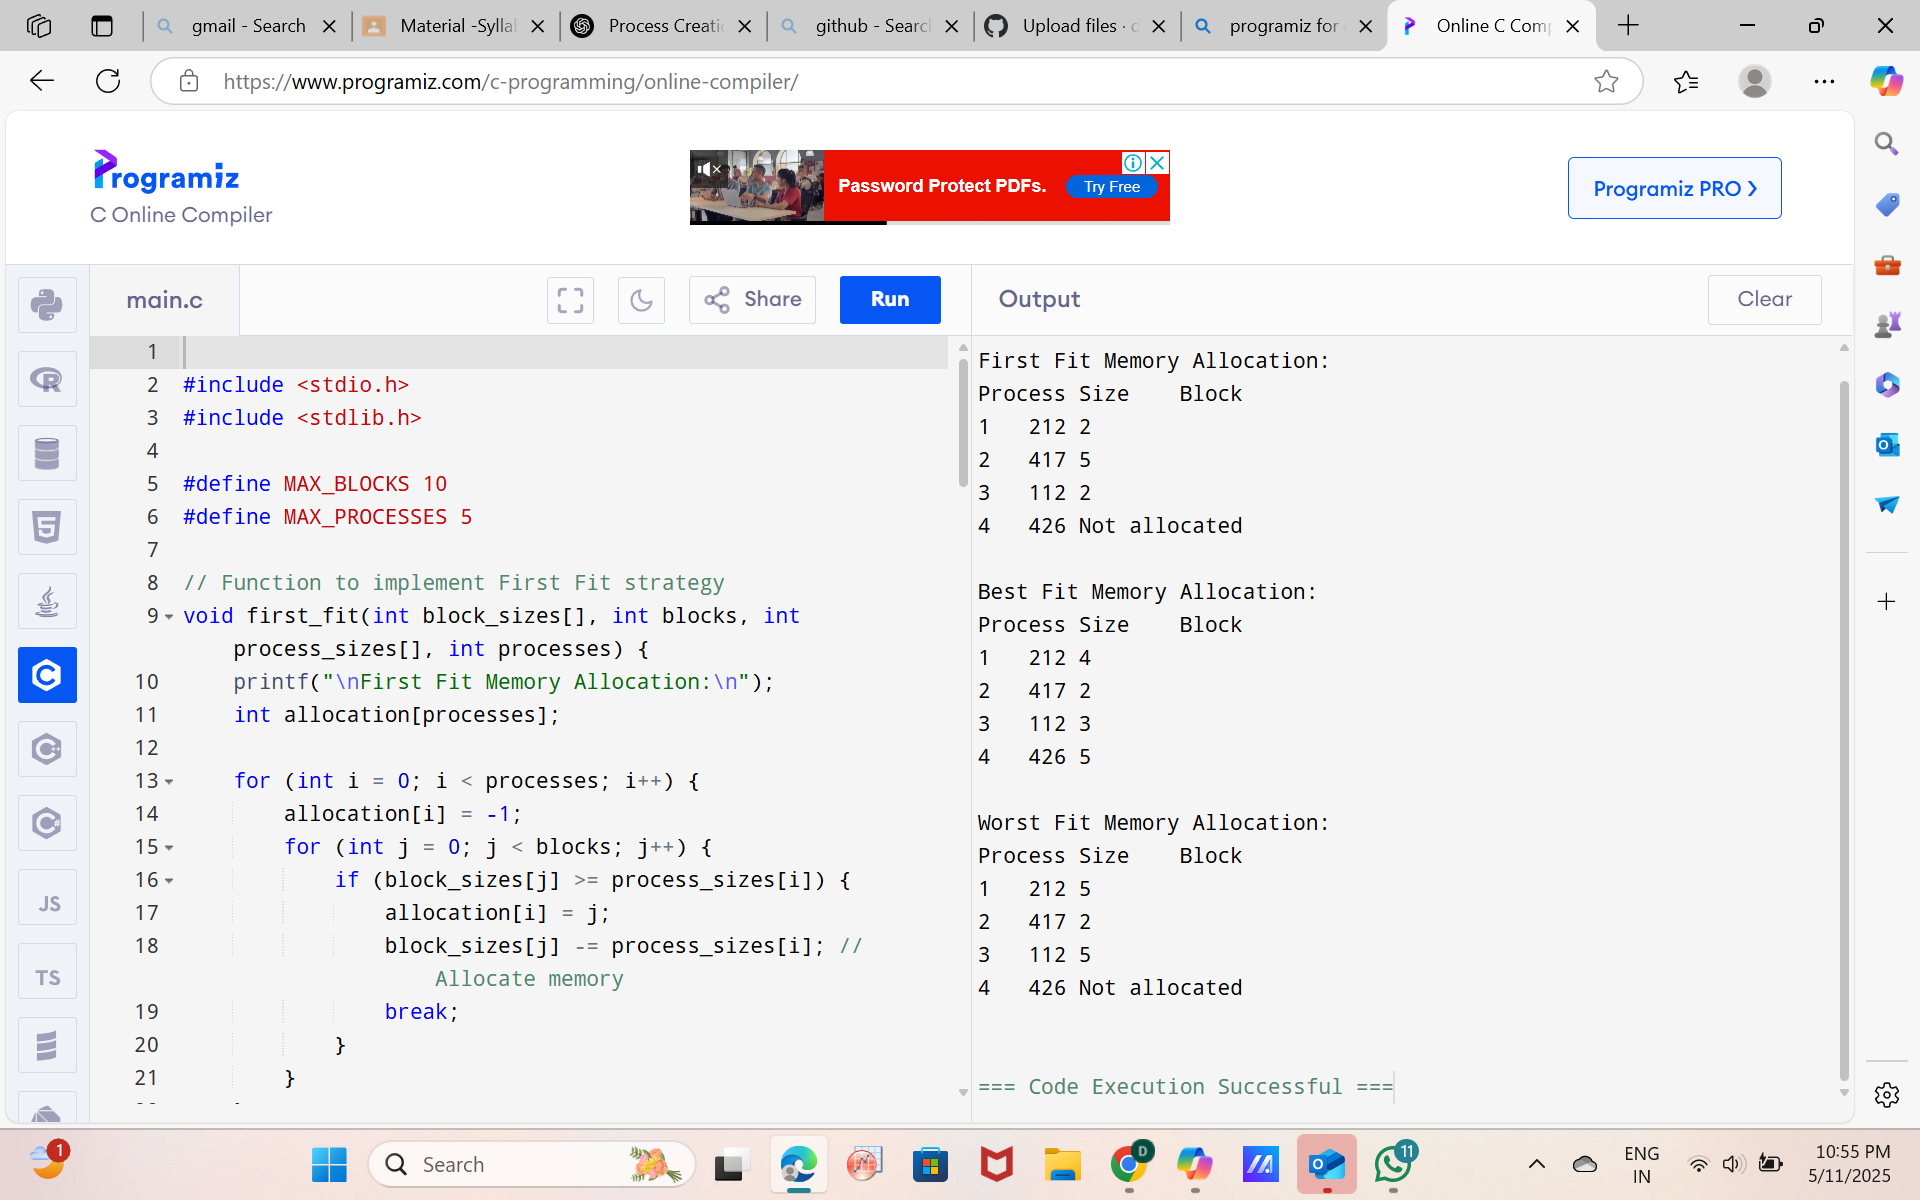 gmail - Search
Material -Sylla
Process Creati
github - Searc
Upload files · d
programiz for
Online C Comp
https://www.programiz.com/c-programming/online-compiler/
Programiz
C Online Compiler
Password Protect PDFs.
Try Free
Programiz PRO
main.c
Share
Run
Output
Clear
1
2 #include <stdio.h>
3 #include <stdlib.h>
4
5 #define MAX_BLOCKS 10
6 #define MAX_PROCESSES 5
7
8 // Function to implement First Fit strategy
9 void first_fit(int block_sizes[], int blocks, int
process_sizes[], int processes) {
10 printf("\nFirst Fit Memory Allocation:\n");
11 int allocation[processes];
12
13 for (int i = 0; i < processes; i++) {
14 allocation[i] = -1;
15 for (int j = 0; j < blocks; j++) {
16 if (block_sizes[j] >= process_sizes[i]) {
17 allocation[i] = j;
18 block_sizes[j] -= process_sizes[i]; //
Allocate memory
19 break;
20 }
21 }
First Fit Memory Allocation:
Process Size Block
1 212 2
2 417 5
3 112 2
4 426 Not allocated
Best Fit Memory Allocation:
Process Size Block
1 212 4
2 417 2
3 112 3
4 426 5
Worst Fit Memory Allocation:
Process Size Block
1 212 5
2 417 2
3 112 5
4 426 Not allocated
=== Code Execution Successful ===
JS
TS
1
Search
D
11
ENG
IN
10:55 PM
5/11/2025